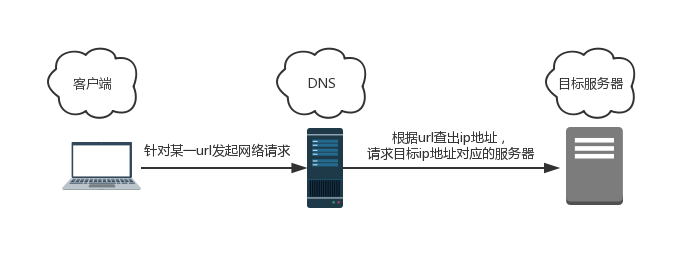 客户端
DNS
目标服务器
针对某一url发起网络请求
根据url查出ip地址，
请求目标ip地址对应的服务器